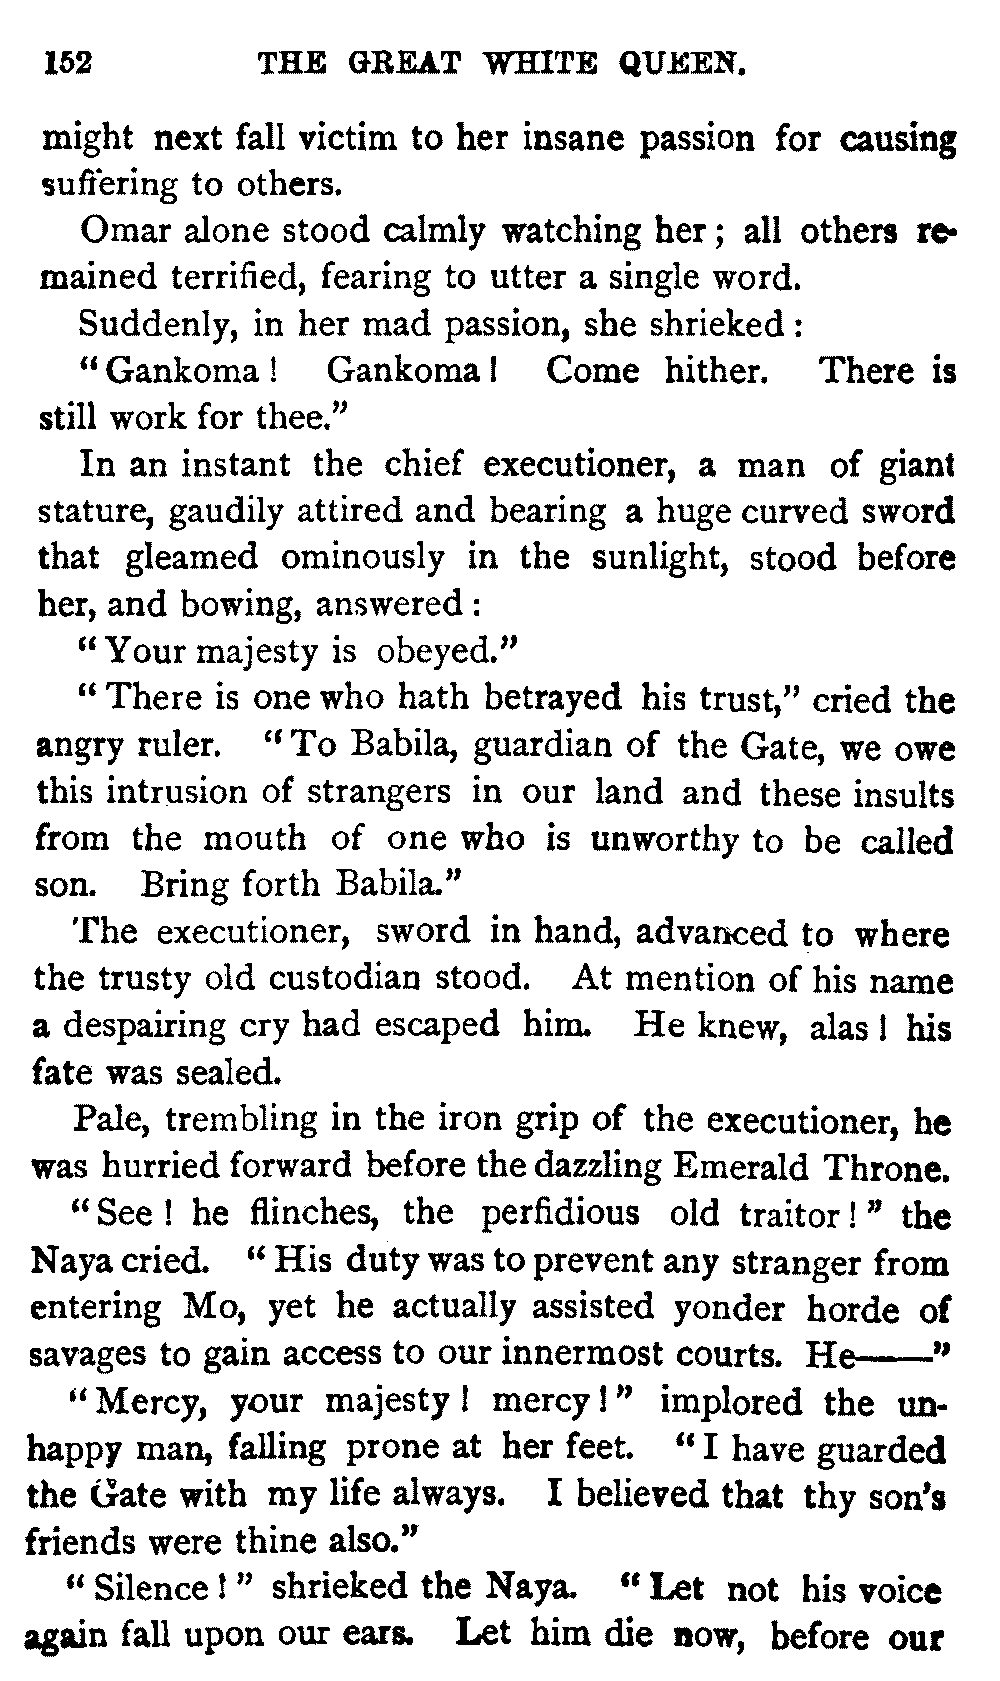 152 THE GREAT WHITE QUEEN.
might next fall victim to her insane passion for causing
suffering to others.
Omar alone stood calmly watching her; all others re-
mained terrified, fearing to utter a single word.
Suddenly, in her mad passion, she shrieked:
"Gankoma! Gankoma! Come hither. There is
still work for thee."
In an instant the chief executioner, a man of giant
stature, gaudily attired and bearing a huge curved sword
that gleamed ominously in the sunlight, stood before
her, and bowing, answered:
"Your majesty is obeyed."
"There is one who hath betrayed his trust," cried the
angry ruler. "To Babila, guardian of the Gate, we owe
this intrusion of strangers in our land and these insults
from the mouth of one who is unworthy to be called
son. Bring forth Babila."
The executioner, sword in hand, advanced to where
the trusty old custodian stood. At mention of his name
a despairing cry had escaped him. He knew, alas! his
fate was sealed.
Pale, trembling in the iron grip of the executioner, he
was hurried forward before the dazzling Emerald Throne.
"See! he flinches, the perfidious old traitor!" the
Naya cried. "His duty was to prevent any stranger from
entering Mo, yet he actually assisted yonder horde of
savages to gain access to our innermost courts. He——"
"Mercy, your majesty! mercy!" implored the un-
happy man, falling prone at her feet. "I have guarded
the Gate with my life always. I believed that thy son's
friends were thine also."
"Silence!" shrieked the Naya. "Let not his voice
again fall upon our ears. Let him die now, before our